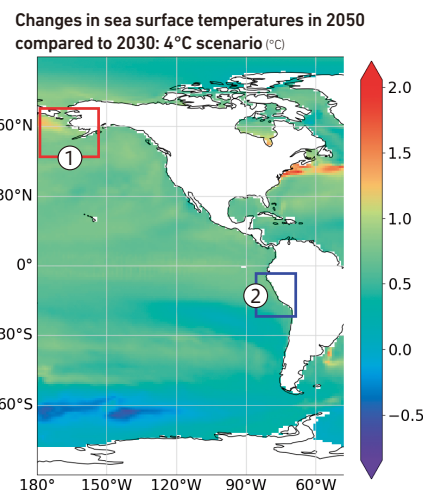 Changes in sea surface temperatures in 2050
compared to 2030: 4°C scenario (°C)
2.0
60°N
1
1.5
30°N
1.0
0°
2
0.5
30°S
0.0
60°S
−0.5
180° 150°W 120°W 90°W 60°W